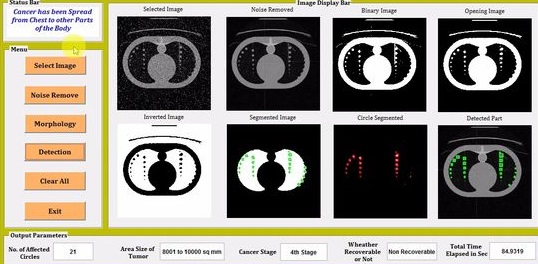 Status Bar
Cancer has been Spread
from Chest to other Parts
of the Body
Menu
Select Image
Noise Remove
Morphology
Detection
Clear All
Exit
Image Display Bar
Selected Image
Noise Removed
Binary Image
Opening Image
Inverted Image
Segmented Image
Circle Segmented
Detected Part
Output Parameters
No. of Affected
Circles
21
Area Size of
Tumor
8001 to 10000 sq mm
Cancer Stage
4th Stage
Wheather
Recoverable
or Not
Non Recoverable
Total Time
Elapsed in Sec
84.9319